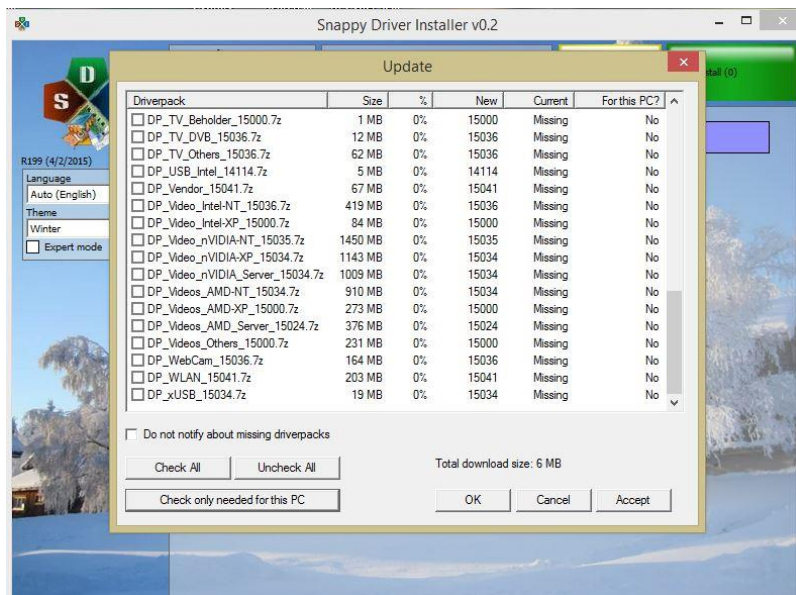 Snappy Driver Installer v0.2
Update
D
S
stall (0)
R199 (4/2/2015)
Language
Auto (English)
Theme
Winter
Expert mode
Driverpack Size % New Current For this PC?
DP_TV_Beholder_15000.7z 1 MB 0% 15000 Missing No
DP_TV_DVB_15036.7z 12 MB 0% 15036 Missing No
DP_TV_Others_15036.7z 62 MB 0% 15036 Missing No
DP_USB_Intel_14114.7z 5 MB 0% 14114 Missing No
DP_Vendor_15041.7z 67 MB 0% 15041 Missing No
DP_Video_Intel-NT_15036.7z 419 MB 0% 15036 Missing No
DP_Video_Intel-XP_15000.7z 84 MB 0% 15000 Missing No
DP_Video_nVIDIA-NT_15035.7z 1450 MB 0% 15035 Missing No
DP_Video_nVIDIA-XP_15034.7z 1143 MB 0% 15034 Missing No
DP_Video_nVIDIA_Server_15034.7z 1009 MB 0% 15034 Missing No
DP_Videos_AMD-NT_15034.7z 910 MB 0% 15034 Missing No
DP_Videos_AMD-XP_15000.7z 273 MB 0% 15000 Missing No
DP_Videos_AMD_Server_15024.7z 376 MB 0% 15024 Missing No
DP_Videos_Others_15000.7z 231 MB 0% 15000 Missing No
DP_WebCam_15036.7z 164 MB 0% 15036 Missing No
DP_WLAN_15041.7z 203 MB 0% 15041 Missing No
DP_xUSB_15034.7z 19 MB 0% 15034 Missing No
Do not notify about missing driverpacks
Check All Uncheck All Total download size: 6 MB
Check only needed for this PC OK Cancel Accept